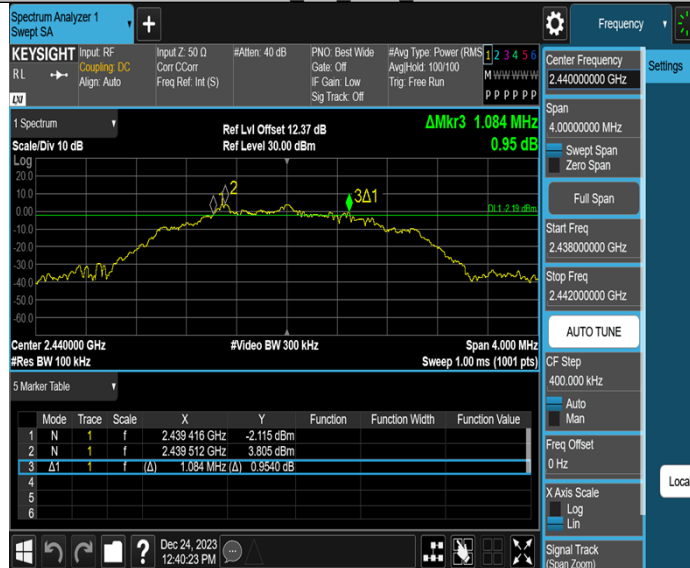 Spectrum Analyzer 1
Swept SA
+
Frequency
KEYSIGHT
RL
LXI
Input: RF
Coupling: DC
Align: Auto
Input Z: 50 Ω
Corr CCorr
Freq Ref: Int (S)
#Atten: 40 dB
PNO: Best Wide
Gate: Off
IF Gain: Low
Sig Track: Off
#Avg Type: Power (RMS
Avg|Hold: 100/100
Trig: Free Run
1 2 3 4 5 6
M W W W W W
P P P P P P
Center Frequency
2.440000000 GHz
Settings
Span
4.00000000 MHz
Swept Span
Zero Span
Full Span
Start Freq
2.438000000 GHz
Stop Freq
2.442000000 GHz
AUTO TUNE
CF Step
400.000 kHz
Auto
Man
Freq Offset
0 Hz
X Axis Scale
Log
Lin
Signal Track
(Span Zoom)
Loca
1 Spectrum
Scale/Div 10 dB
Ref Lvl Offset 12.37 dB
Ref Level 30.00 dBm
ΔMkr3 1.084 MHz
0.95 dB
Log
20.0
10.0
0.00
-10.0
-20.0
-30.0
-40.0
-50.0
-60.0
1
2
3Δ1
DL1 -2.19 dBm
Center 2.440000 GHz
#Res BW 100 kHz
#Video BW 300 kHz
Span 4.000 MHz
Sweep 1.00 ms (1001 pts)
5 Marker Table
Mode Trace Scale X Y Function Function Width Function Value
1 N 1 f 2.439 416 GHz -2.115 dBm
2 N 1 f 2.439 512 GHz 3.805 dBm
3 Δ1 1 f (Δ) 1.084 MHz (Δ) 0.9540 dB
4
5
6
?
Dec 24, 2023
12:40:23 PM